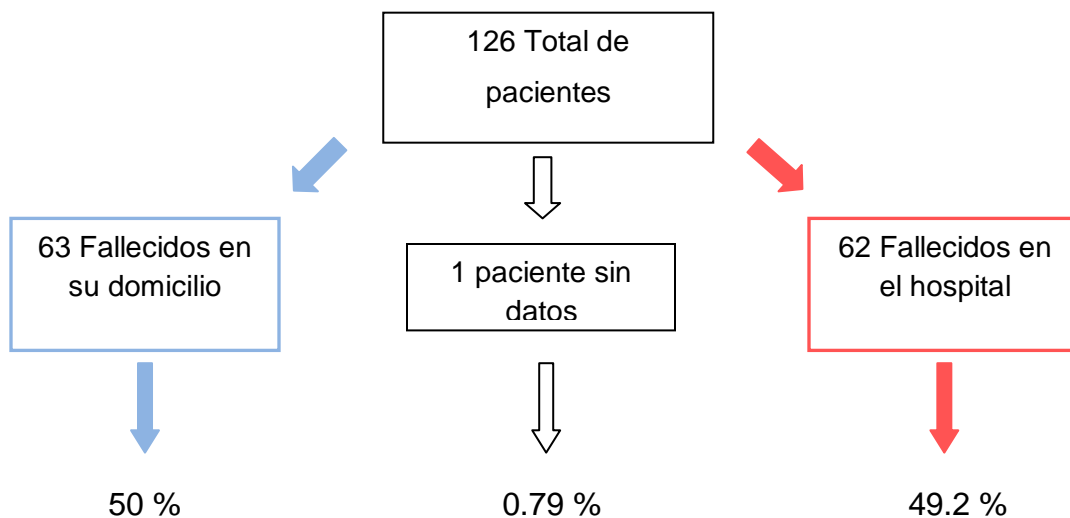 126 Total de
pacientes
63 Fallecidos en
su domicilio
1 paciente sin
datos
62 Fallecidos en
el hospital
50 %
0.79 %
49.2 %